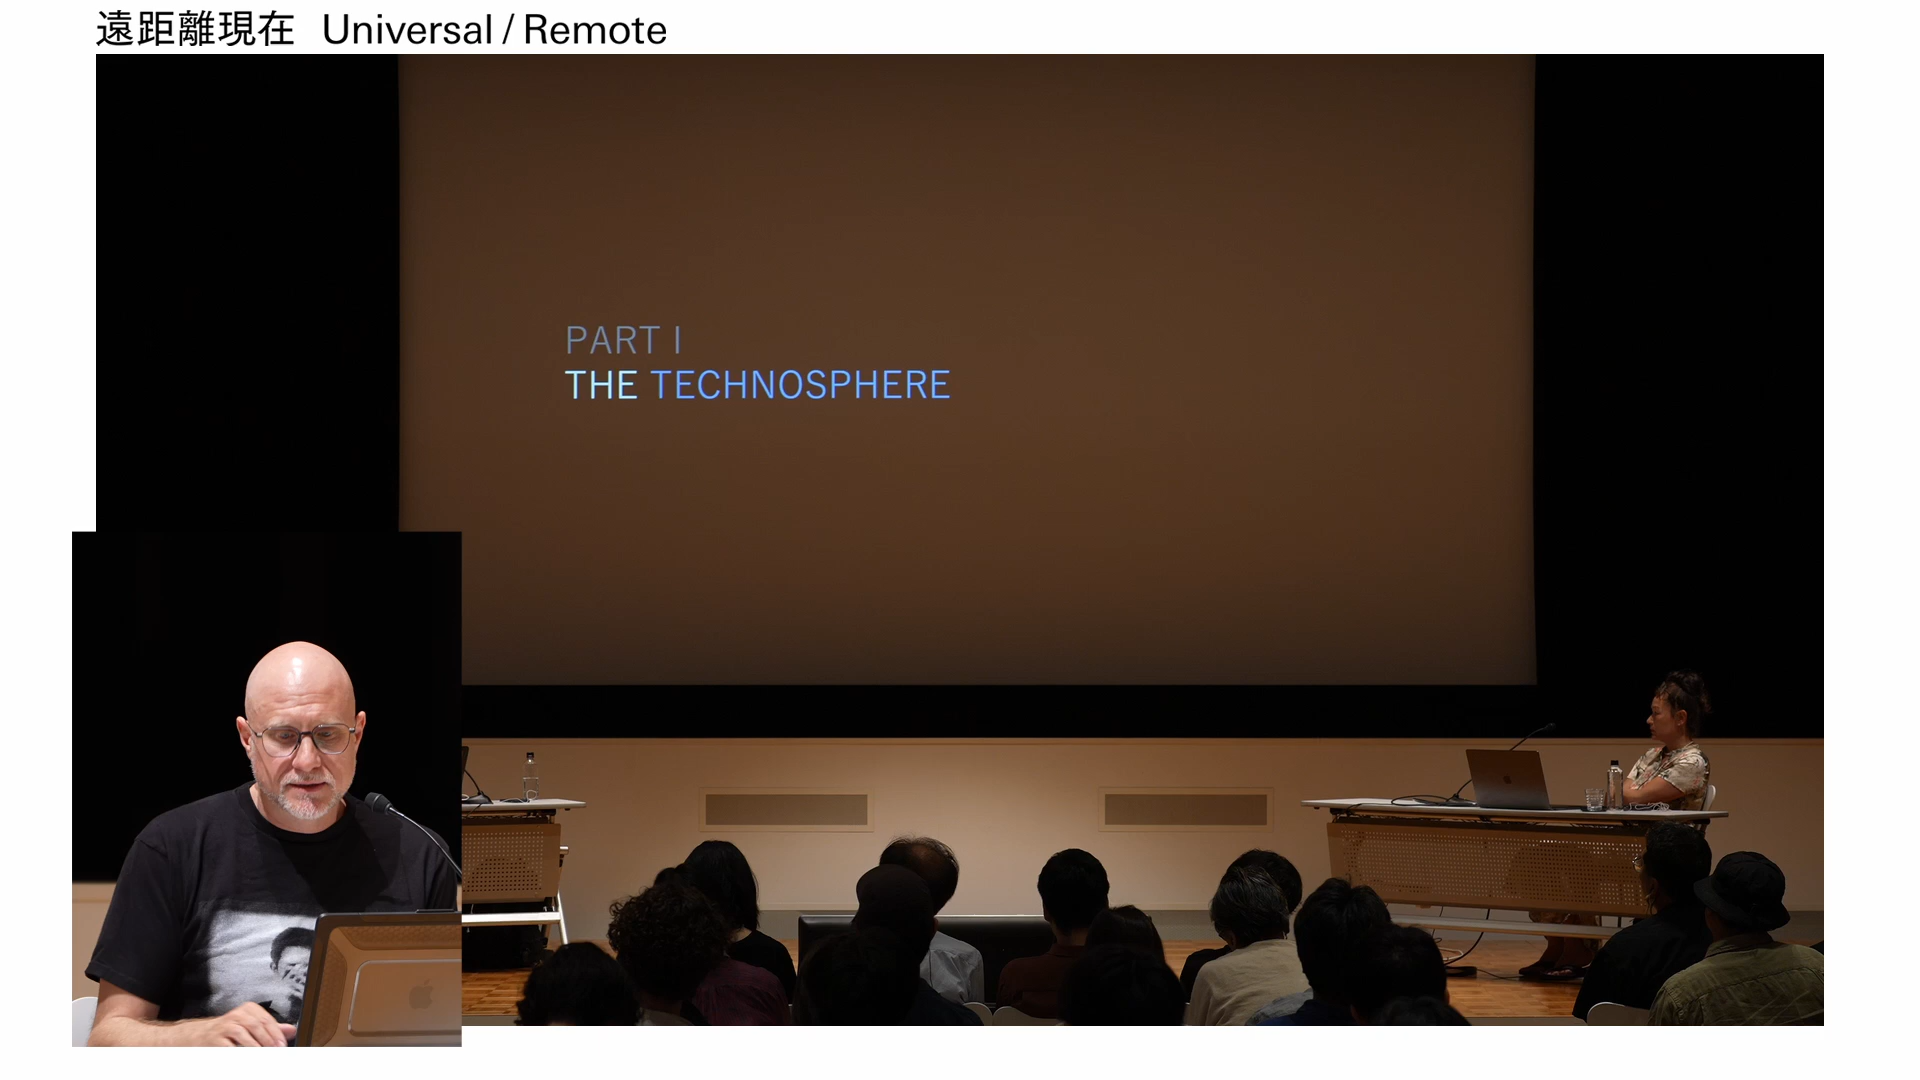 遠距離現在 Universal / Remote
PART I
THE TECHNOSPHERE